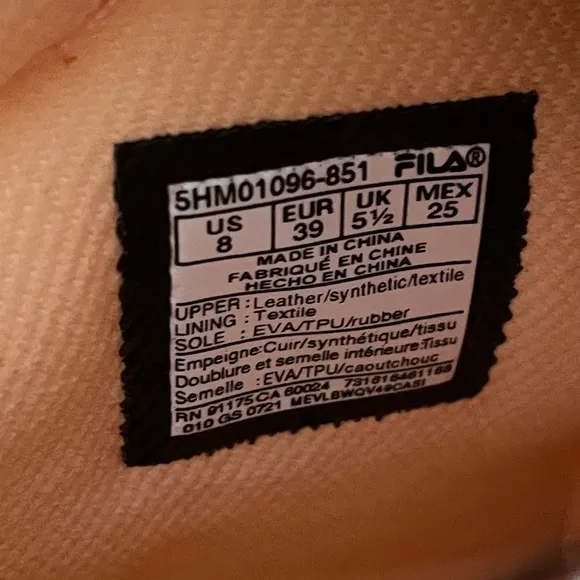 5HM01096-851 FILA®
US EUR UK MEX
8 39 5½ 25
MADE IN CHINA
FABRIQUÉ EN CHINE
HECHO EN CHINA
UPPER : Leather/synthetic/textile
LINING : Textile
SOLE : EVA/TPU/rubber
Empeigne:Cuir/synthétique/tissu
Doublure et semelle intérieure:Tissu
Semelle :EVA/TPU/caoutchouc
RN 91175 CA 60024
010 GS 0721